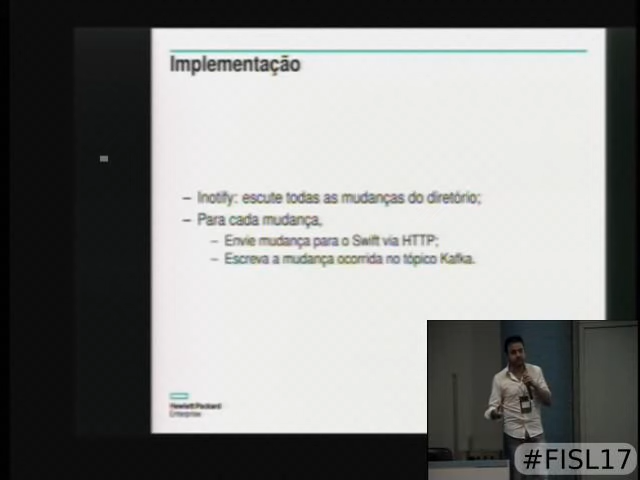 Implementação
– Inotify: escute todas as mudanças do diretório;
– Para cada mudança,
– Envie mudança para o Swift via HTTP;
– Escreva a mudança ocorrida no tópico Kafka.
Hewlett Packard
Enterprise
#FISL17